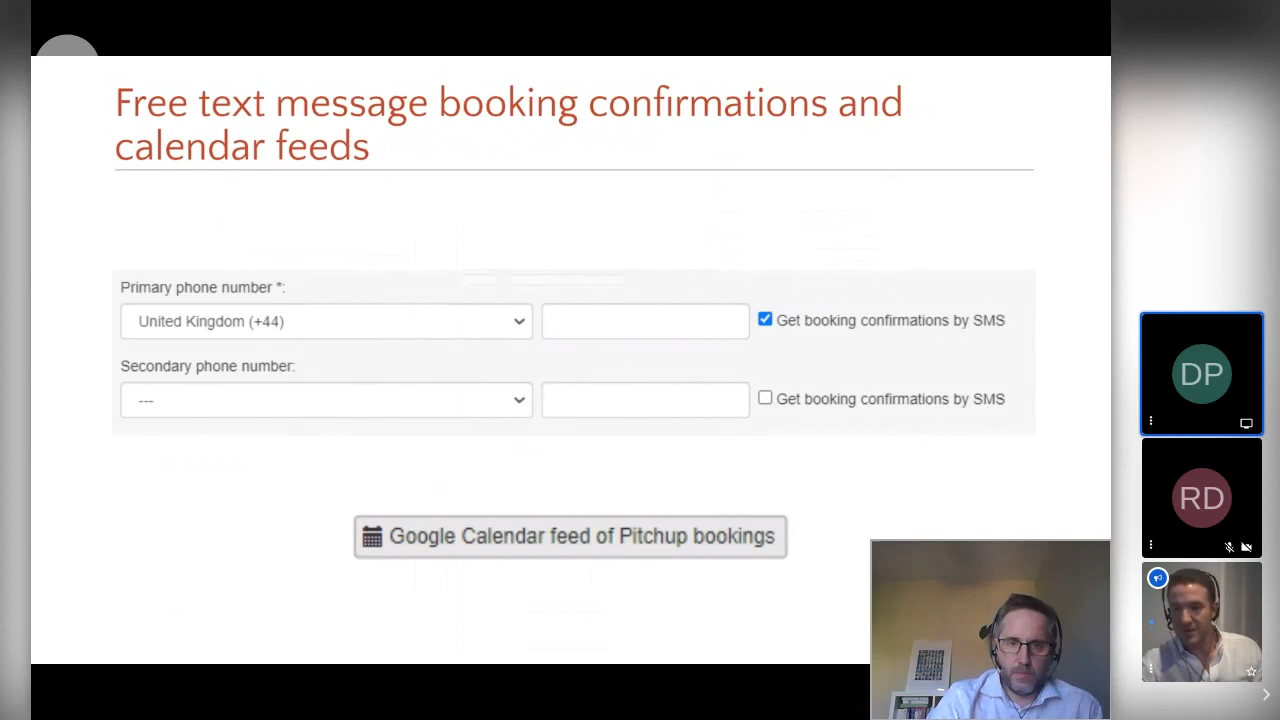 Free text message booking confirmations and
calendar feeds
Primary phone number *:
United Kingdom (+44)
Get booking confirmations by SMS
Secondary phone number:
---
Get booking confirmations by SMS
Google Calendar feed of Pitchup bookings
DP
RD